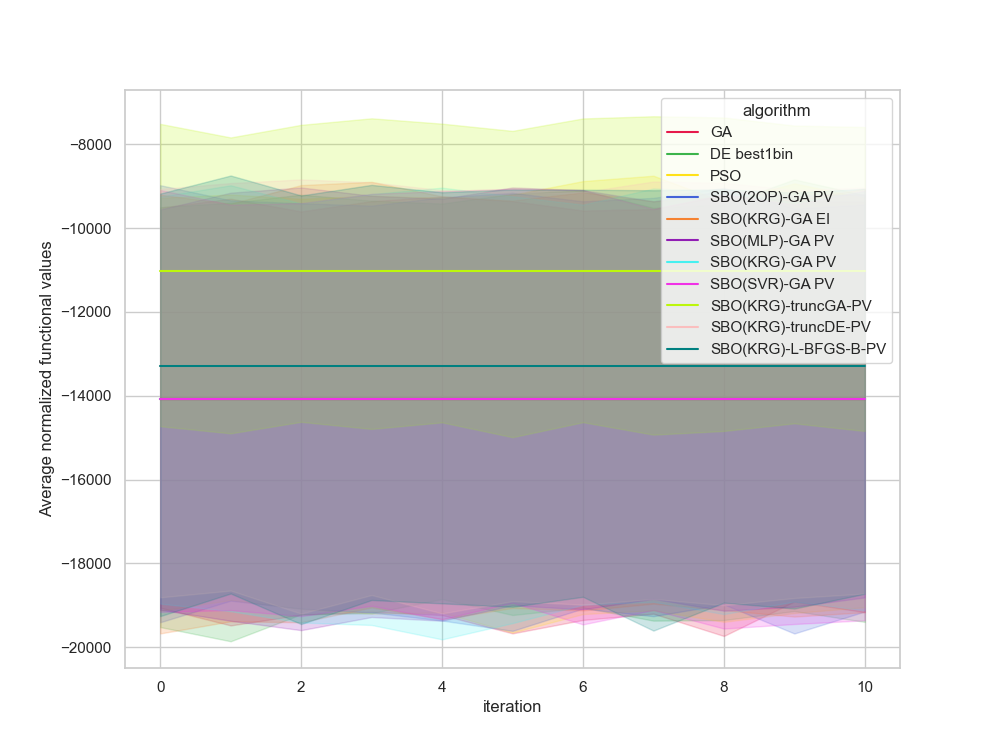 algorithm
GA
DE best1bin
PSO
SBO(2OP)-GA PV
SBO(KRG)-GA EI
SBO(MLP)-GA PV
SBO(KRG)-GA PV
SBO(SVR)-GA PV
SBO(KRG)-truncGA-PV
SBO(KRG)-truncDE-PV
SBO(KRG)-L-BFGS-B-PV
Average normalized functional values
−8000
−10000
−12000
−14000
−16000
−18000
−20000
0 2 4 6 8 10
iteration